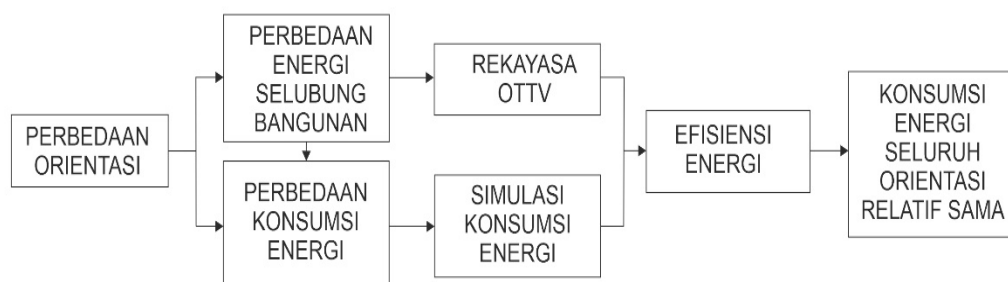 PERBEDAAN
ORIENTASI
PERBEDAAN
ENERGI
SELUBUNG
BANGUNAN
PERBEDAAN
KONSUMSI
ENERGI
REKAYASA
OTTV
SIMULASI
KONSUMSI
ENERGI
EFISIENSI
ENERGI
KONSUMSI
ENERGI
SELURUH
ORIENTASI
RELATIF SAMA